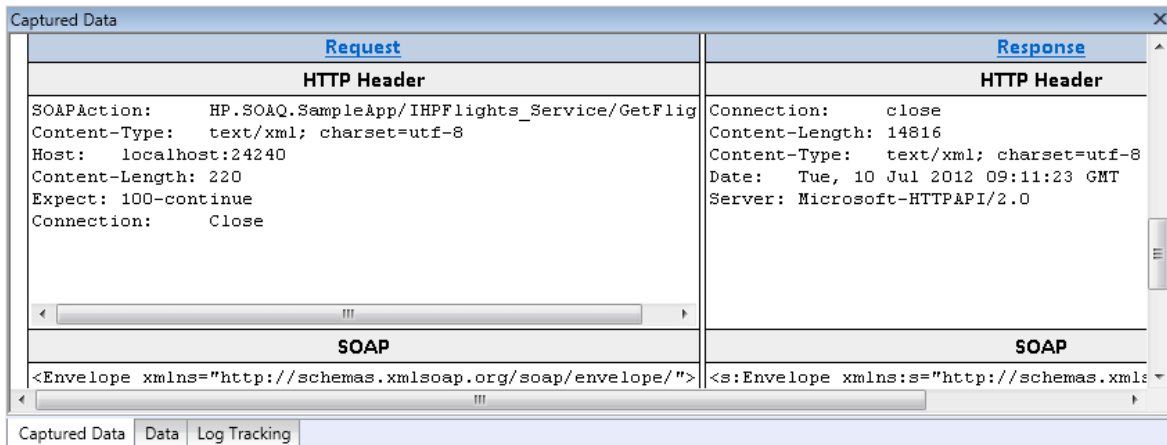 Captured Data
Request
HTTP Header
SOAPAction: HP.SOAQ.SampleApp/IHPFlights_Service/GetFlig
Content-Type: text/xml; charset=utf-8
Host: localhost:24240
Content-Length: 220
Expect: 100-continue
Connection: Close
SOAP
<Envelope xmlns="http://schemas.xmlsoap.org/soap/envelope/">
Response
HTTP Header
Connection: close
Content-Length: 14816
Content-Type: text/xml; charset=utf-8
Date: Tue, 10 Jul 2012 09:11:23 GMT
Server: Microsoft-HTTPAPI/2.0
SOAP
<s:Envelope xmlns:s="http://schemas.xmls
Captured Data
Data
Log Tracking